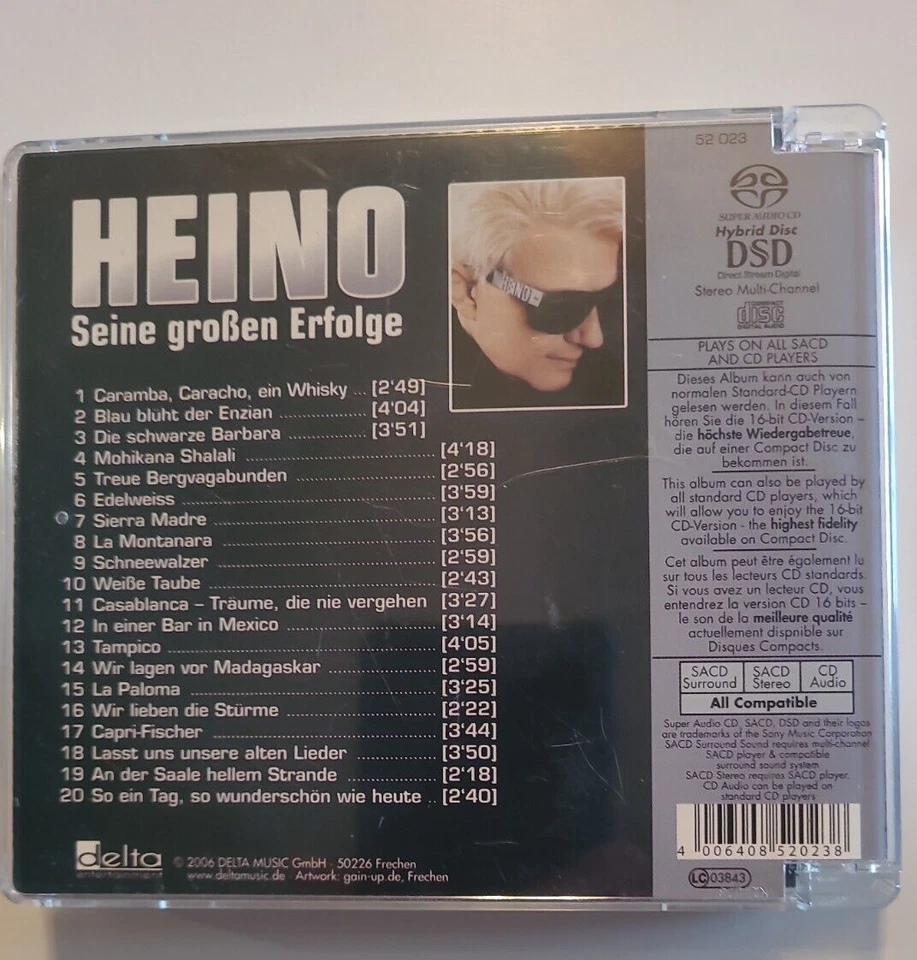 HEINO
Seine großen Erfolge
HEINO
1 Caramba, Caracho, ein Whisky ... [2'49]
2 Blau blüht der Enzian ............... [4'04]
3 Die schwarze Barbara ............. [3'51]
4 Mohikana Shalali ........................................ [4'18]
5 Treue Bergvagabunden ............................. [2'56]
6 Edelweiss .................................................... [3'59]
7 Sierra Madre ............................................. [3'13]
8 La Montanara ............................................ [3'56]
9 Schneewalzer ............................................. [2'59]
10 Weiße Taube ............................................... [2'43]
11 Casablanca – Träume, die nie vergehen [3'27]
12 In einer Bar in Mexico ............................... [3'14]
13 Tampico ....................................................... [4'05]
14 Wir lagen vor Madagaskar ....................... [2'59]
15 La Paloma ................................................... [3'25]
16 Wir lieben die Stürme ............................... [2'22]
17 Capri-Fischer .............................................. [3'44]
18 Lasst uns unsere alten Lieder ................. [3'50]
19 An der Saale hellem Strande .................. [2'18]
20 So ein Tag, so wunderschön wie heute .. [2'40]
delta
entertainment
© 2006 DELTA MUSIC GmbH · 50226 Frechen
www.deltamusic.de · Artwork: gain-up.de, Frechen
52 023
SUPER AUDIO CD
Hybrid Disc
DSD
Direct Stream Digital
Stereo Multi-Channel
COMPACT
disc
DIGITAL AUDIO
PLAYS ON ALL SACD
AND CD PLAYERS
Dieses Album kann auch von
normalen Standard-CD Playern
gelesen werden. In diesem Fall
hören Sie die 16-bit CD-Version –
die höchste Wiedergabetreue,
die auf einer Compact Disc zu
bekommen ist.
This album can also be played by
all standard CD players, which
will allow you to enjoy the 16-bit
CD-Version - the highest fidelity
available on Compact Disc.
Cet album peut être également lu
sur tous les lecteurs CD standards.
Si vous avez un lecteur CD, vous
entendrez la version CD 16 bits –
le son de la meilleure qualité
actuellement dispnible sur
Disques Compacts.
SACD Surround SACD Stereo CD Audio
All Compatible
Super Audio CD, SACD, DSD and their logos
are trademarks of the Sony Music Corporation
SACD Surround Sound requires multi-channel
SACD player & compatible
surround sound system
SACD Stereo requires SACD player.
CD Audio can be played on
standard CD players
4 006408 520238
LC 03843